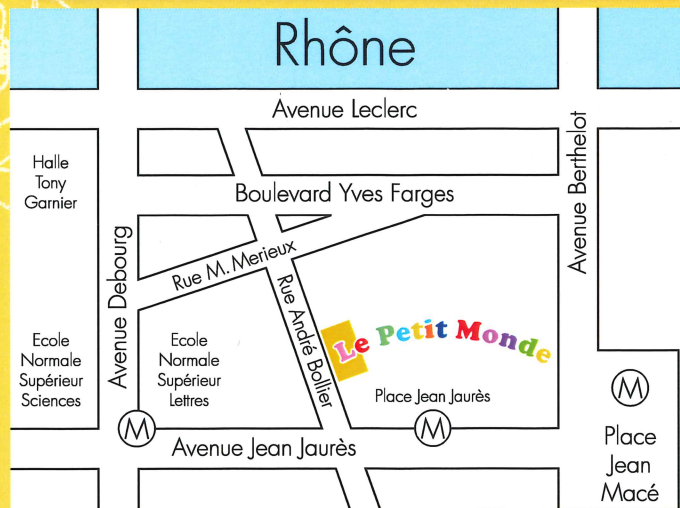 Rhône
Avenue Leclerc
Halle
Tony
Garnier
Boulevard Yves Farges
Avenue Berthelot
Avenue Debourg
Rue M. Merieux
Rue André Bollier
Le Petit Monde
Ecole
Normale
Supérieur
Sciences
Ecole
Normale
Supérieur
Lettres
Place Jean Jaurès
M
M
M
Avenue Jean Jaurès
Place
Jean
Macé